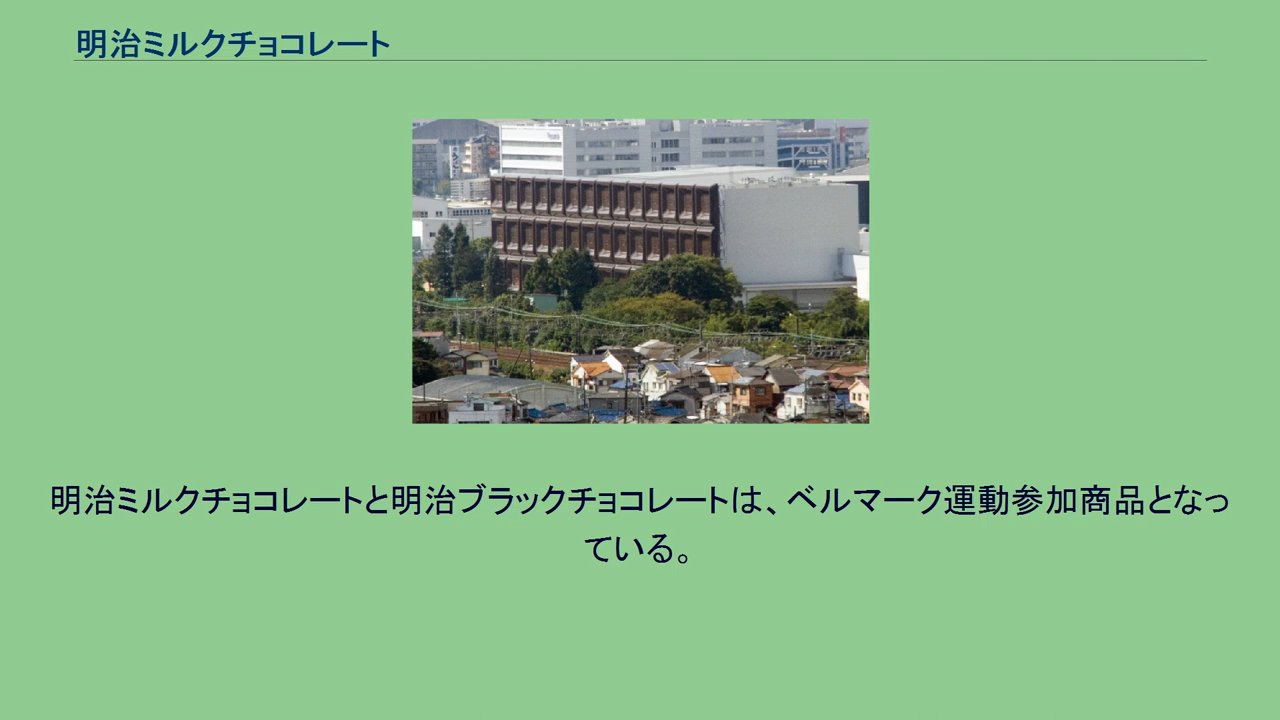 明治ミルクチョコレート
明治ミルクチョコレートと明治ブラックチョコレートは、ベルマーク運動参加商品となっ
ている。